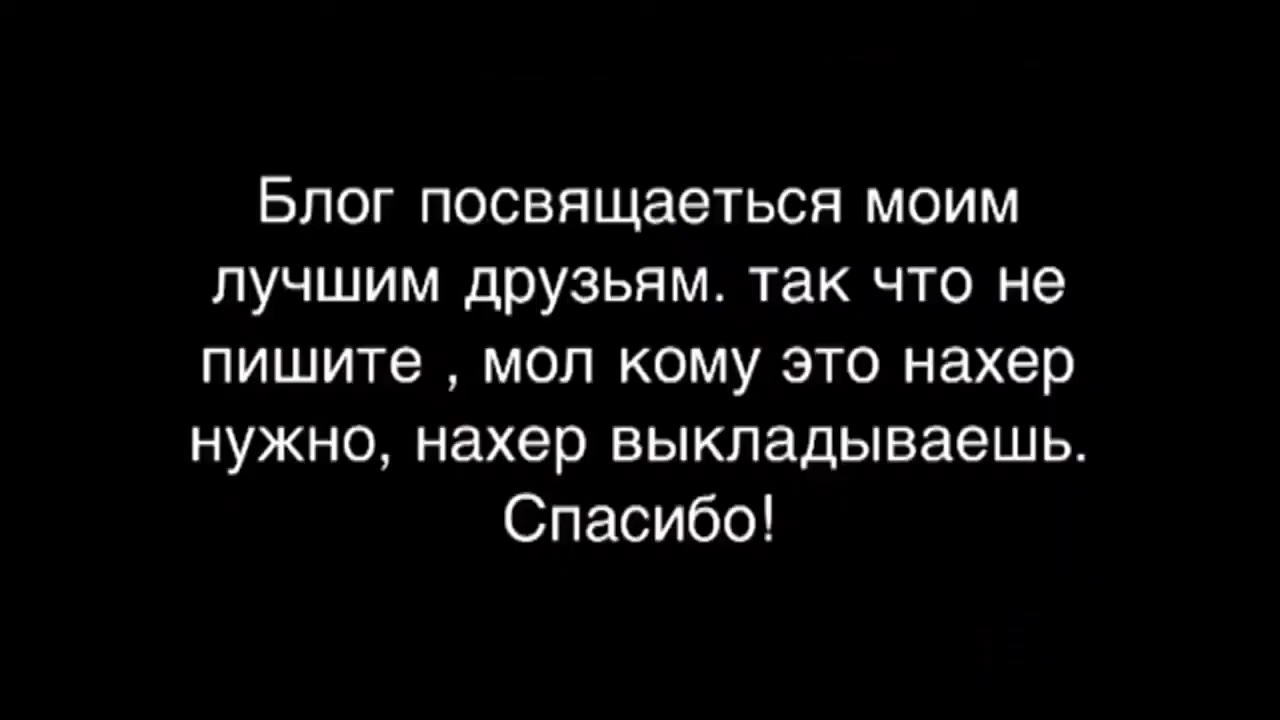 Блог посвящаеться моим
лучшим друзьям. так что не
пишите , мол кому это нахер
нужно, нахер выкладываешь.
Спасибо!